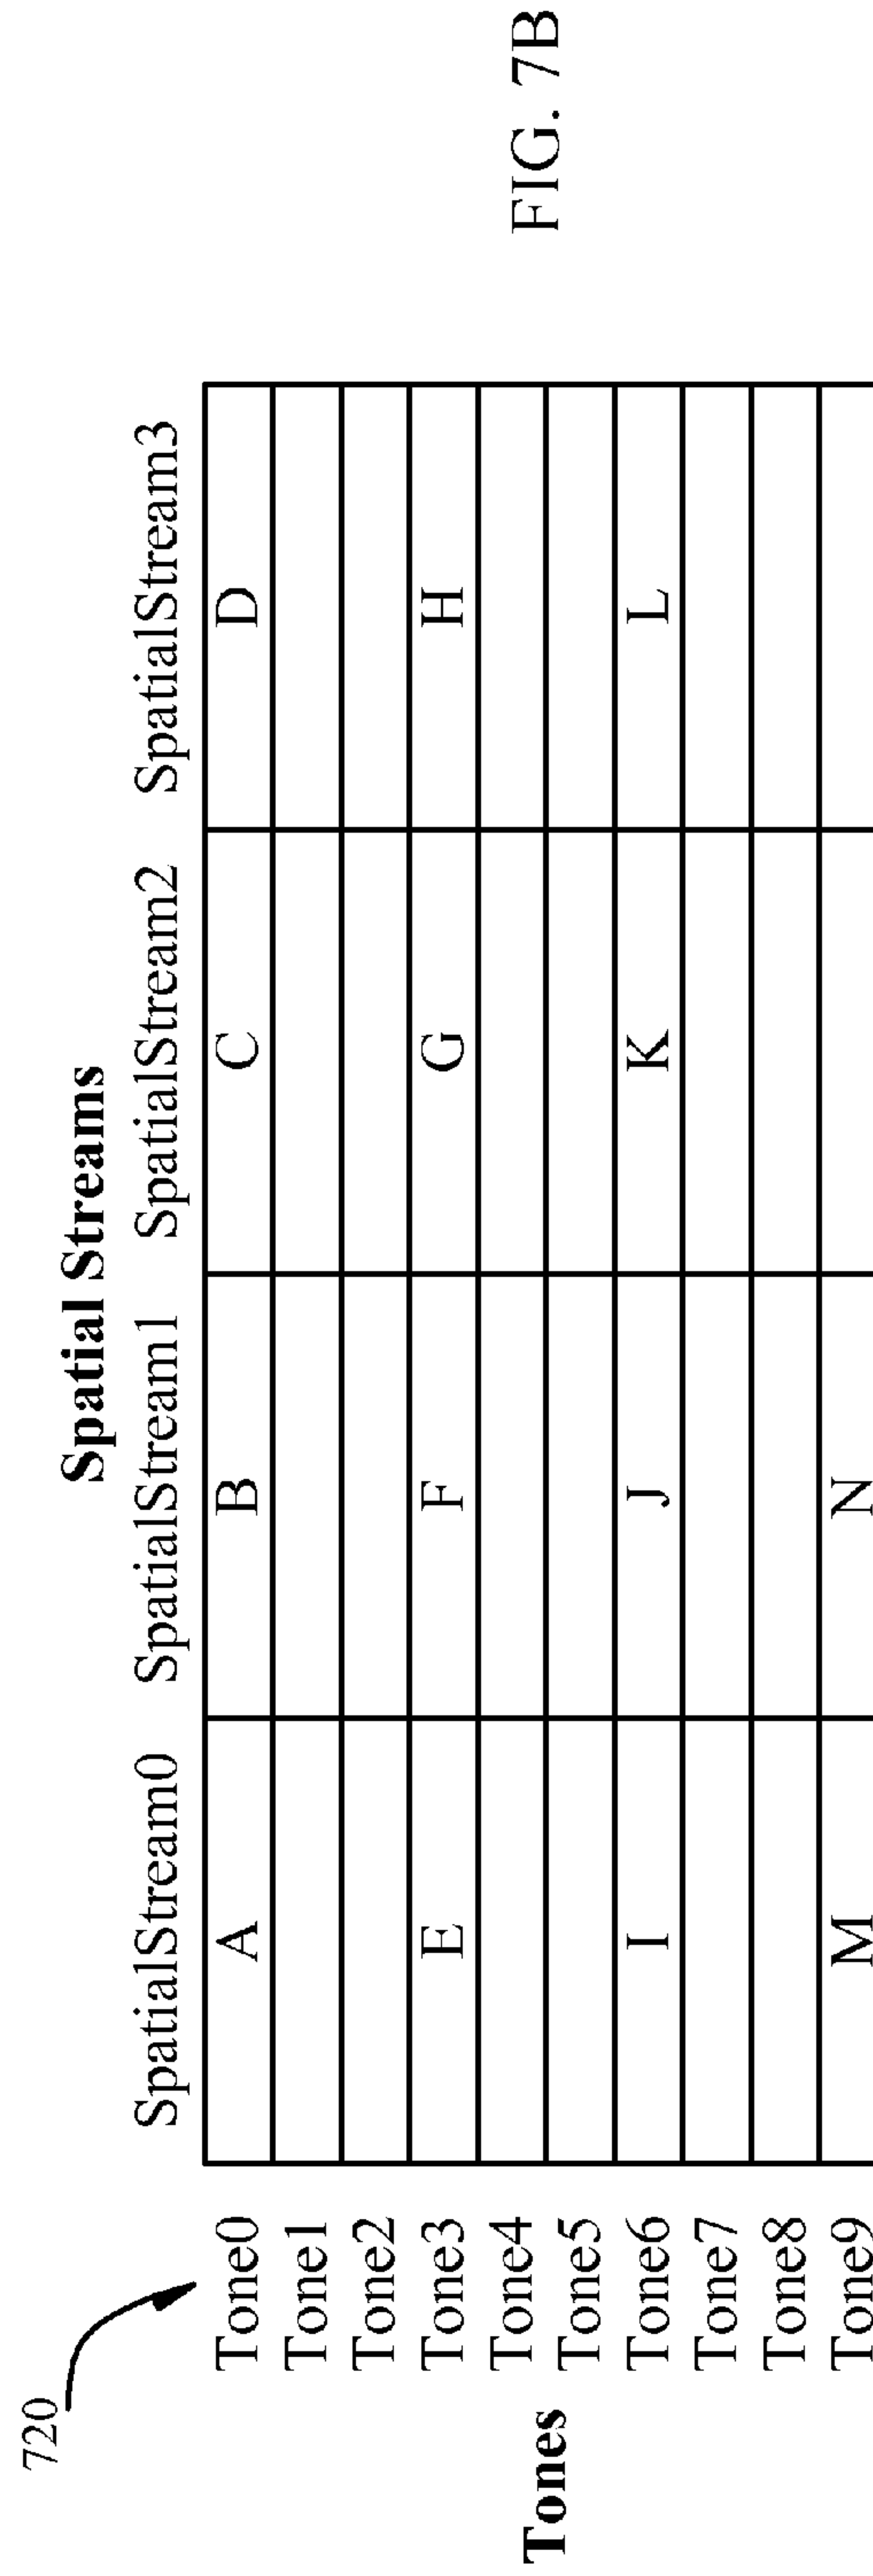 720
Spatial Streams
SpatialStream0 SpatialStream1 SpatialStream2 SpatialStream3
Tones
Tone0 A B C D
Tone1
Tone2
Tone3 E F G H
Tone4
Tone5
Tone6 I J K L
Tone7
Tone8
Tone9 M N
FIG. 7B